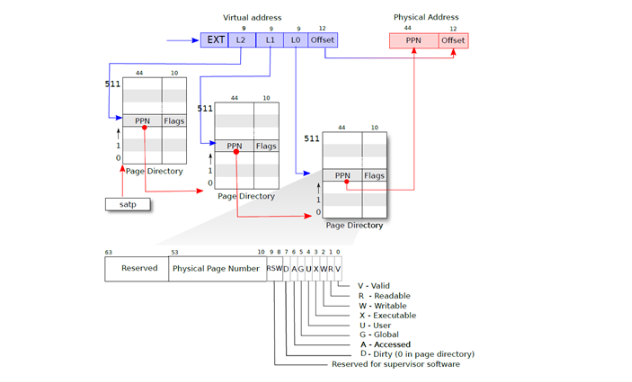 Virtual address
Physical Address
9 9 9 12
EXT L2 L1 L0 Offset
44 12
PPN Offset
44 10
511
PPN Flags
1
0
Page Directory
satp
44 10
511
PPN Flags
1
0
Page Directory
44 10
511
PPN Flags
1
0
Page Directory
63 53 10 9 8 7 6 5 4 3 2 1 0
Reserved Physical Page Number RSW D A G U X W R V
V - Valid
R - Readable
W - Writable
X - Executable
U - User
G - Global
A - Accessed
D - Dirty (0 in page directory)
Reserved for supervisor software